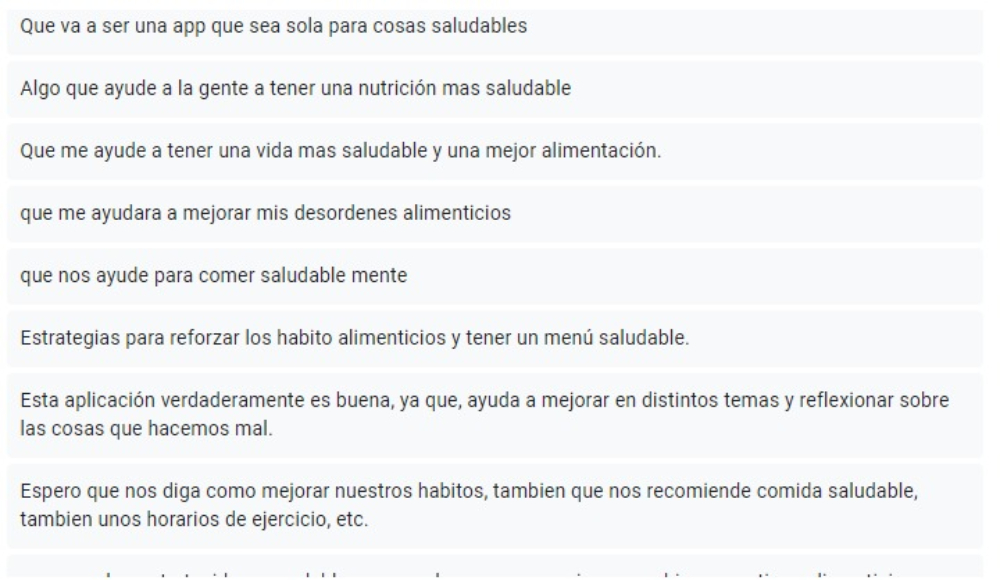 Que va a ser una app que sea sola para cosas saludables
Algo que ayude a la gente a tener una nutrición mas saludable
Que me ayude a tener una vida mas saludable y una mejor alimentación.
que me ayudara a mejorar mis desordenes alimenticios
que nos ayude para comer saludable mente
Estrategias para reforzar los habito alimenticios y tener un menú saludable.
Esta aplicación verdaderamente es buena, ya que, ayuda a mejorar en distintos temas y reflexionar sobre
las cosas que hacemos mal.
Espero que nos diga como mejorar nuestros habitos, tambien que nos recomiende comida saludable,
tambien unos horarios de ejercicio, etc.